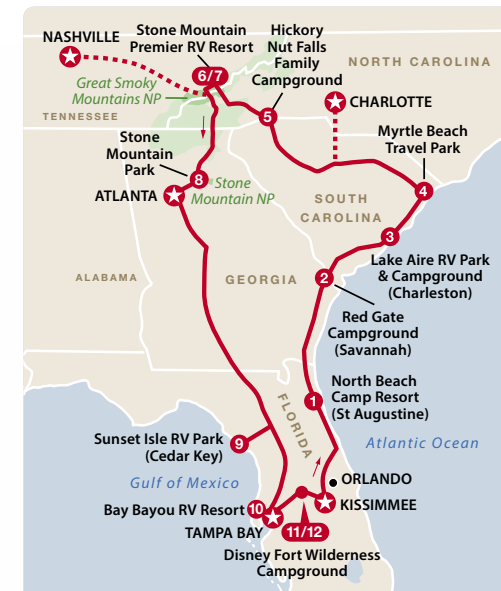 Stone Mountain
Premier RV Resort
Hickory
Nut Falls
Family
Campground
NASHVILLE
NORTH CAROLINA
6/7
Great Smoky
Mountains NP
CHARLOTTE
TENNESSEE
5
Myrtle Beach
Travel Park
Stone
Mountain
Park
8
4
Stone
Mountain NP
ATLANTA
SOUTH
CAROLINA
3
Lake Aire RV Park
& Campground
(Charleston)
ALABAMA
GEORGIA
2
Red Gate
Campground
(Savannah)
North Beach
Camp Resort
(St Augustine)
1
FLORIDA
Sunset Isle RV Park
(Cedar Key)
9
Atlantic Ocean
Gulf of Mexico
ORLANDO
Bay Bayou RV Resort
10
KISSIMMEE
TAMPA BAY
11/12
Disney Fort Wilderness
Campground